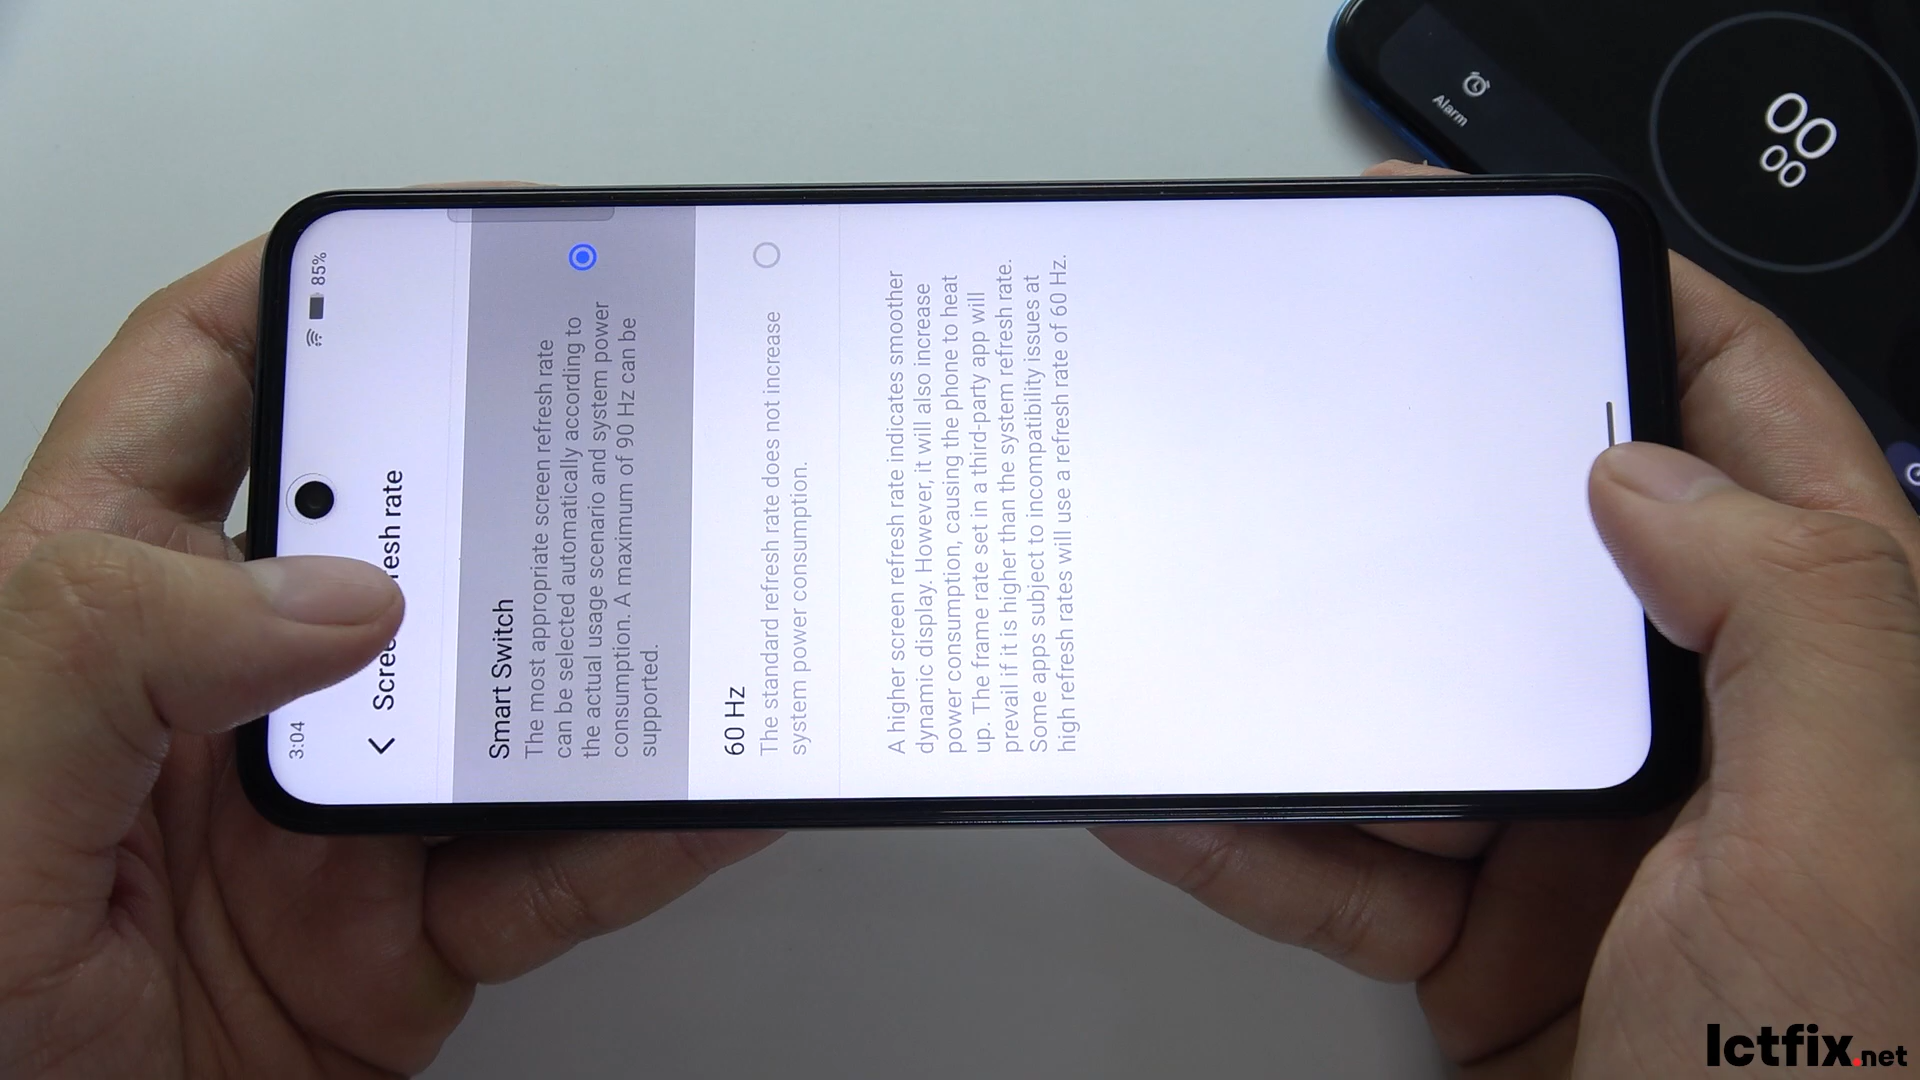 3:04
85%
Screen refresh rate
Smart Switch
The most appropriate screen refresh rate
can be selected automatically according to
the actual usage scenario and system power
consumption. A maximum of 90 Hz can be
supported.
60 Hz
The standard refresh rate does not increase
system power consumption.
A higher screen refresh rate indicates smoother
dynamic display. However, it will also increase
power consumption, causing the phone to heat
up. The frame rate set in a third-party app will
prevail if it is higher than the system refresh rate.
Some apps subject to incompatibility issues at
high refresh rates will use a refresh rate of 60 Hz.
Alarm
00
00
Ictfix.net